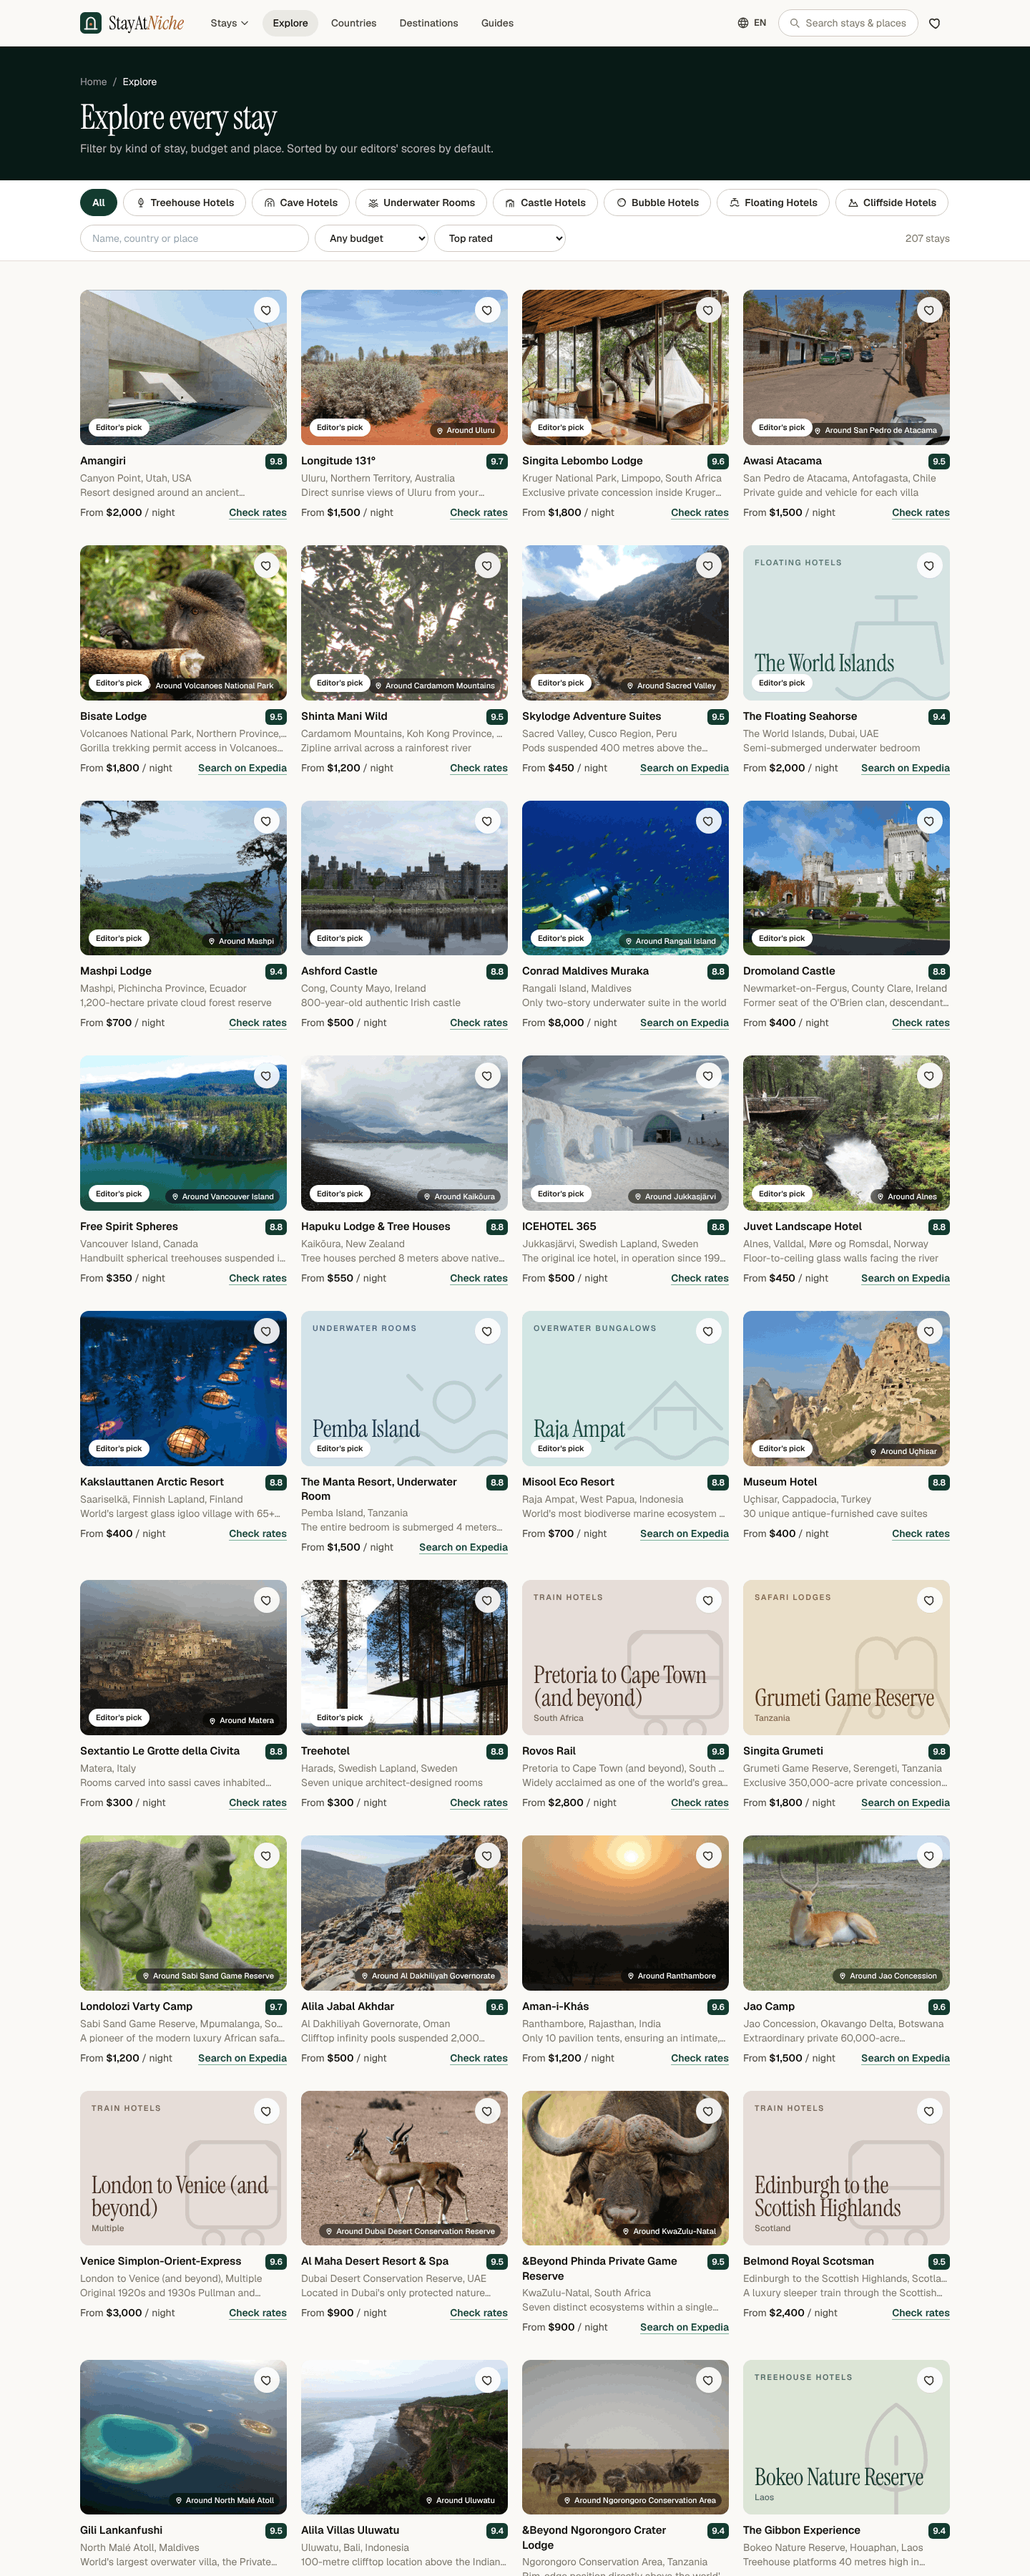 StayAtNiche
Stays
Explore
Countries
Destinations
Guides
EN
Search stays & places
Home / Explore
Explore every stay
Filter by kind of stay, budget and place. Sorted by our editors' scores by default.
All
Treehouse Hotels
Cave Hotels
Underwater Rooms
Castle Hotels
Bubble Hotels
Floating Hotels
Cliffside Hotels
Name, country or place
Any budget
Top rated
207 stays
Editor's pick
Amangiri 9.8
Canyon Point, Utah, USA
Resort designed around an ancient...
From $2,000 / night Check rates
Editor's pick
Around Uluru
Longitude 131° 9.7
Uluru, Northern Territory, Australia
Direct sunrise views of Uluru from your...
From $1,500 / night Check rates
Editor's pick
Singita Lebombo Lodge 9.6
Kruger National Park, Limpopo, South Africa
Exclusive private concession inside Kruger...
From $1,800 / night Check rates
Editor's pick
Around San Pedro de Atacama
Awasi Atacama 9.5
San Pedro de Atacama, Antofagasta, Chile
Private guide and vehicle for each villa
From $1,500 / night Check rates
Editor's pick
Around Volcanoes National Park
Bisate Lodge 9.5
Volcanoes National Park, Northern Province,...
Gorilla trekking permit access in Volcanoes...
From $1,800 / night Search on Expedia
Editor's pick
Around Cardamom Mountains
Shinta Mani Wild 9.5
Cardamom Mountains, Koh Kong Province, ...
Zipline arrival across a rainforest river
From $1,200 / night Check rates
Editor's pick
Around Sacred Valley
Skylodge Adventure Suites 9.5
Sacred Valley, Cusco Region, Peru
Pods suspended 400 metres above the...
From $450 / night Check rates
FLOATING HOTELS
The World Islands
Editor's pick
The Floating Seahorse 9.4
The World Islands, Dubai, UAE
Semi-submerged underwater bedroom
From $2,000 / night Search on Expedia
Editor's pick
Around Mashpi
Mashpi Lodge 9.4
Mashpi, Pichincha Province, Ecuador
1,200-hectare private cloud forest reserve
From $700 / night Check rates
Editor's pick
Ashford Castle 8.8
Cong, County Mayo, Ireland
800-year-old authentic Irish castle
From $500 / night Check rates
Editor's pick
Around Rangali Island
Conrad Maldives Muraka 8.8
Rangali Island, Maldives
Only two-story underwater suite in the world
From $8,000 / night Search on Expedia
Editor's pick
Dromoland Castle 8.8
Newmarket-on-Fergus, County Clare, Ireland
Former seat of the O'Brien clan, descendant...
From $400 / night Check rates
Editor's pick
Around Vancouver Island
Free Spirit Spheres 8.8
Vancouver Island, Canada
Handbuilt spherical treehouses suspended i...
From $350 / night Check rates
Editor's pick
Around Kaikōura
Hapuku Lodge & Tree Houses 8.8
Kaikōura, New Zealand
Tree houses perched 8 meters above native...
From $550 / night Check rates
Editor's pick
Around Jukkasjärvi
ICEHOTEL 365 8.8
Jukkasjärvi, Swedish Lapland, Sweden
The original ice hotel, in operation since 199...
From $500 / night Check rates
Editor's pick
Around Alnes
Juvet Landscape Hotel 8.8
Alnes, Valldal, Møre og Romsdal, Norway
Floor-to-ceiling glass walls facing the river
From $450 / night Search on Expedia
Editor's pick
Kakslauttanen Arctic Resort 8.8
Saariselkä, Finnish Lapland, Finland
World's largest glass igloo village with 65+...
From $400 / night Check rates
UNDERWATER ROOMS
Pemba Island
Editor's pick
The Manta Resort, Underwater
Room 8.8
Pemba Island, Tanzania
The entire bedroom is submerged 4 meters...
From $1,500 / night Search on Expedia
OVERWATER BUNGALOWS
Raja Ampat
Editor's pick
Misool Eco Resort 8.8
Raja Ampat, West Papua, Indonesia
World's most biodiverse marine ecosystem ...
From $700 / night Search on Expedia
Editor's pick
Around Uçhisar
Museum Hotel 8.8
Uçhisar, Cappadocia, Turkey
30 unique antique-furnished cave suites
From $400 / night Check rates
Editor's pick
Around Matera
Sextantio Le Grotte della Civita 8.8
Matera, Italy
Rooms carved into sassi caves inhabited...
From $300 / night Check rates
Editor's pick
Treehotel 8.8
Harads, Swedish Lapland, Sweden
Seven unique architect-designed rooms
From $300 / night Check rates
TRAIN HOTELS
Pretoria to Cape Town
(and beyond)
South Africa
Rovos Rail 9.8
Pretoria to Cape Town (and beyond), South ...
Widely acclaimed as one of the world's grea...
From $2,800 / night Check rates
SAFARI LODGES
Grumeti Game Reserve
Tanzania
Singita Grumeti 9.8
Grumeti Game Reserve, Serengeti, Tanzania
Exclusive 350,000-acre private concession...
From $1,800 / night Search on Expedia
Around Sabi Sand Game Reserve
Londolozi Varty Camp 9.7
Sabi Sand Game Reserve, Mpumalanga, So...
A pioneer of the modern luxury African safa...
From $1,200 / night Search on Expedia
Around Al Dakhiliyah Governorate
Alila Jabal Akhdar 9.6
Al Dakhiliyah Governorate, Oman
Clifftop infinity pools suspended 2,000...
From $500 / night Check rates
Around Ranthambore
Aman-i-Khás 9.6
Ranthambore, Rajasthan, India
Only 10 pavilion tents, ensuring an intimate,...
From $1,200 / night Check rates
Around Jao Concession
Jao Camp 9.6
Jao Concession, Okavango Delta, Botswana
Extraordinary private 60,000-acre...
From $1,500 / night Search on Expedia
TRAIN HOTELS
London to Venice (and
beyond)
Multiple
Venice Simplon-Orient-Express 9.6
London to Venice (and beyond), Multiple
Original 1920s and 1930s Pullman and...
From $3,000 / night Check rates
Around Dubai Desert Conservation Reserve
Al Maha Desert Resort & Spa 9.5
Dubai Desert Conservation Reserve, UAE
Located in Dubai's only protected nature...
From $900 / night Check rates
Around KwaZulu-Natal
&Beyond Phinda Private Game
Reserve 9.5
KwaZulu-Natal, South Africa
Seven distinct ecosystems within a single...
From $900 / night Search on Expedia
TRAIN HOTELS
Edinburgh to the
Scottish Highlands
Scotland
Belmond Royal Scotsman 9.5
Edinburgh to the Scottish Highlands, Scotla...
A luxury sleeper train through the Scottish...
From $2,400 / night Check rates
Around North Malé Atoll
Gili Lankanfushi 9.5
North Malé Atoll, Maldives
World's largest overwater villa, the Private...
Around Uluwatu
Alila Villas Uluwatu 9.4
Uluwatu, Bali, Indonesia
100-metre clifftop location above the Indian...
Around Ngorongoro Conservation Area
&Beyond Ngorongoro Crater
Lodge 9.4
Ngorongoro Conservation Area, Tanzania
TREEHOUSE HOTELS
Bokeo Nature Reserve
Laos
The Gibbon Experience 9.4
Bokeo Nature Reserve, Houaphan, Laos
Treehouse platforms 40 metres high in...